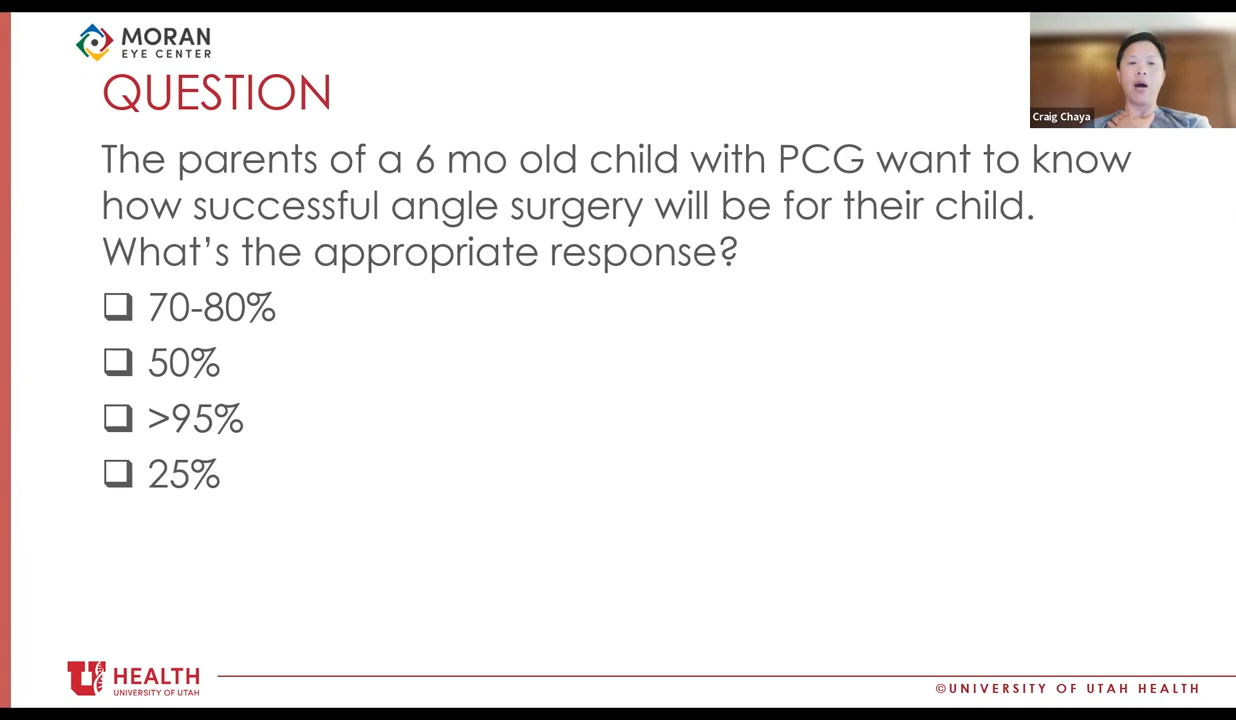 MORAN
EYE CENTER
QUESTION
Craig Chaya
The parents of a 6 mo old child with PCG want to know
how successful angle surgery will be for their child.
What's the appropriate response?
70-80%
50%
>95%
25%
U HEALTH
UNIVERSITY OF UTAH
©UNIVERSITY OF UTAH HEALTH